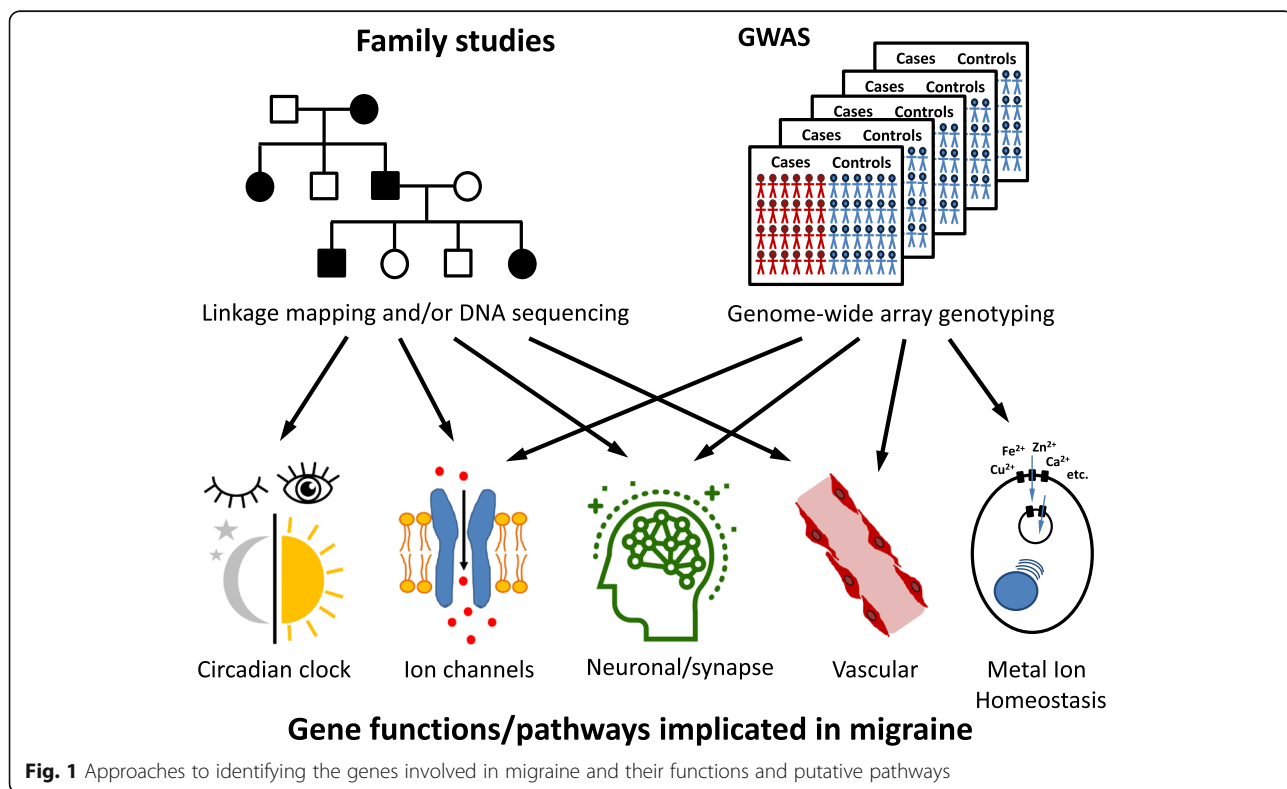 Family studies
GWAS
Cases Controls
Cases Controls
Cases Controls
Cases Controls
Cases Controls
Linkage mapping and/or DNA sequencing
Genome-wide array genotyping
Fe²⁺ Zn²⁺
Cu²⁺ Ca²⁺
etc.
Circadian clock
Ion channels
Neuronal/synapse
Vascular
Metal Ion
Homeostasis
Gene functions/pathways implicated in migraine
Fig. 1 Approaches to identifying the genes involved in migraine and their functions and putative pathways